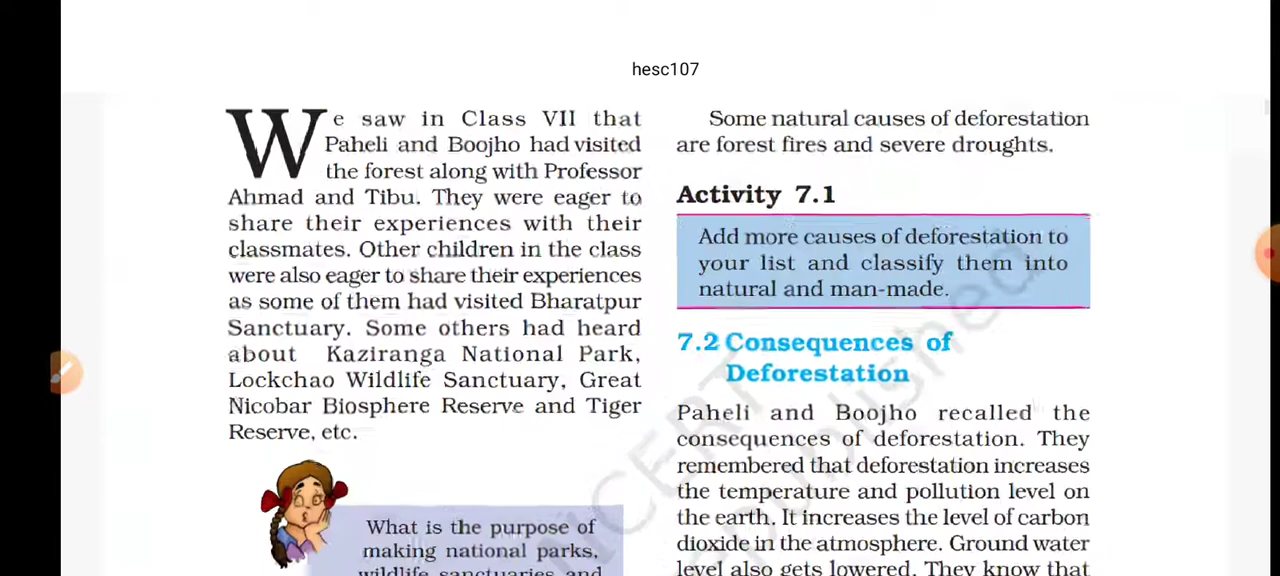 hesc107
We saw in Class VII that
Paheli and Boojho had visited
the forest along with Professor
Ahmad and Tibu. They were eager to
share their experiences with their
classmates. Other children in the class
were also eager to share their experiences
as some of them had visited Bharatpur
Sanctuary. Some others had heard
about Kaziranga National Park,
Lockchao Wildlife Sanctuary, Great
Nicobar Biosphere Reserve and Tiger
Reserve, etc.
What is the purpose of
making national parks,
wildlife sanctuaries and
Some natural causes of deforestation
are forest fires and severe droughts.
Activity 7.1
Add more causes of deforestation to
your list and classify them into
natural and man-made.
7.2 Consequences of
Deforestation
Paheli and Boojho recalled the
consequences of deforestation. They
remembered that deforestation increases
the temperature and pollution level on
the earth. It increases the level of carbon
dioxide in the atmosphere. Ground water
level also gets lowered. They know that
NCERT
published